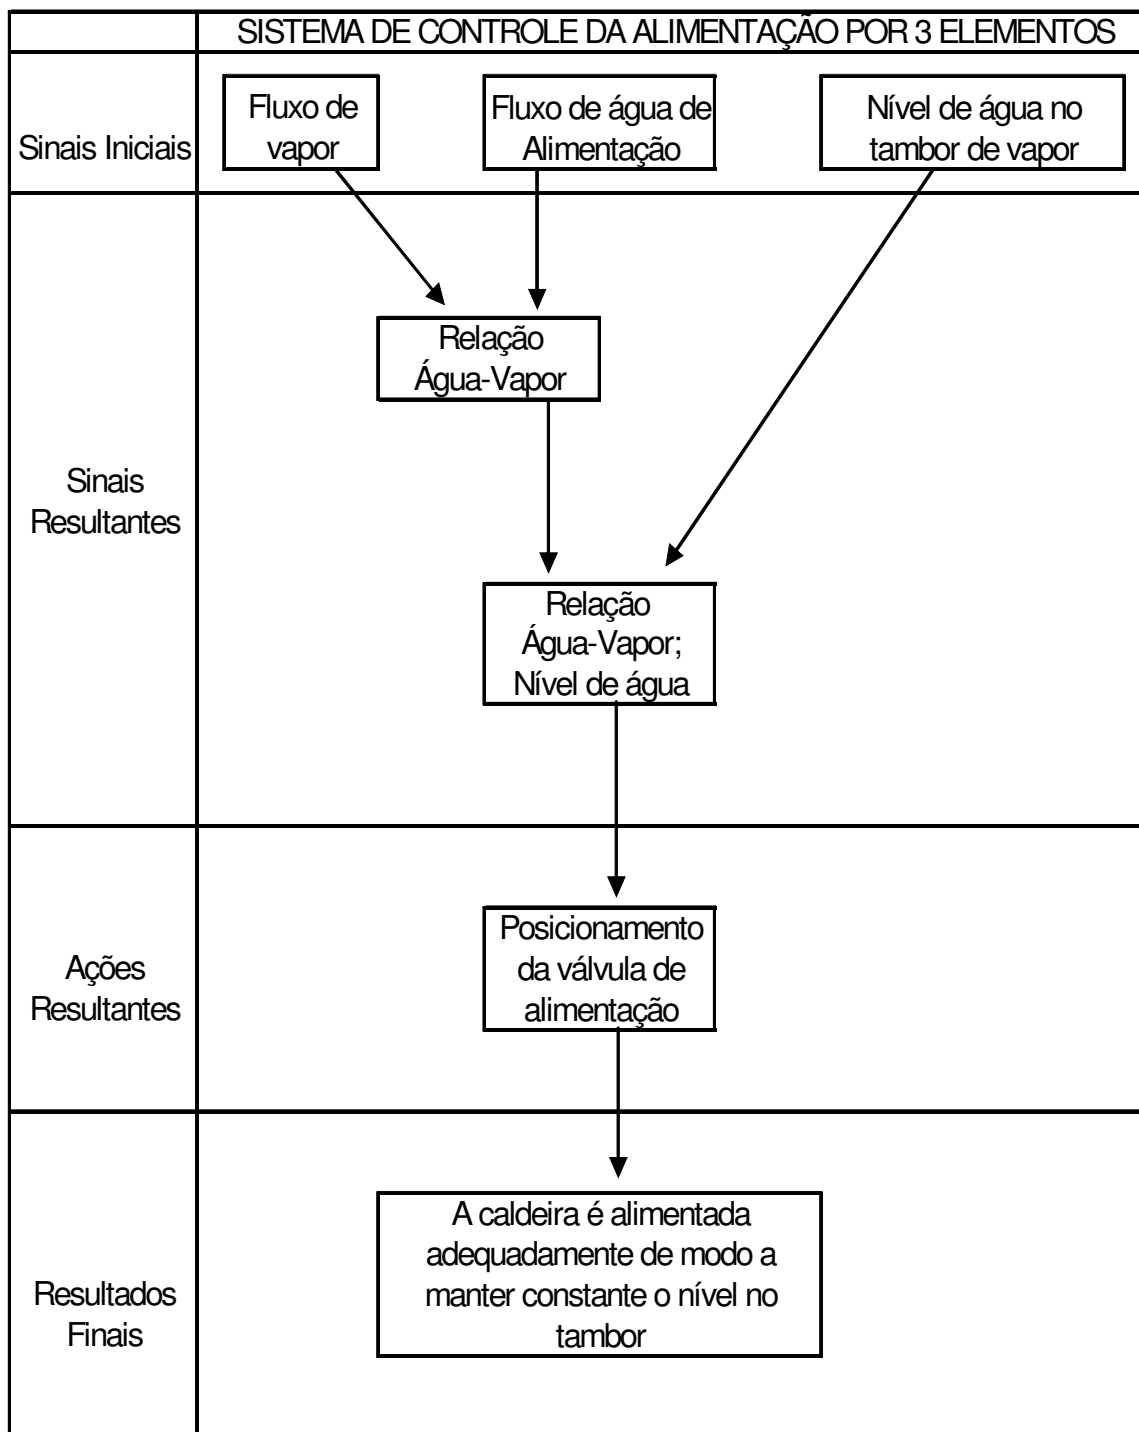 SISTEMA DE CONTROLE DA ALIMENTAÇÃO POR 3 ELEMENTOS
Sinais Iniciais
Fluxo de
vapor
Fluxo de água de
Alimentação
Nível de água no
tambor de vapor
Sinais
Resultantes
Relação
Água-Vapor
Relação
Água-Vapor;
Nível de água
Ações
Resultantes
Posicionamento
da válvula de
alimentação
Resultados
Finais
A caldeira é alimentada
adequadamente de modo a
manter constante o nível no
tambor